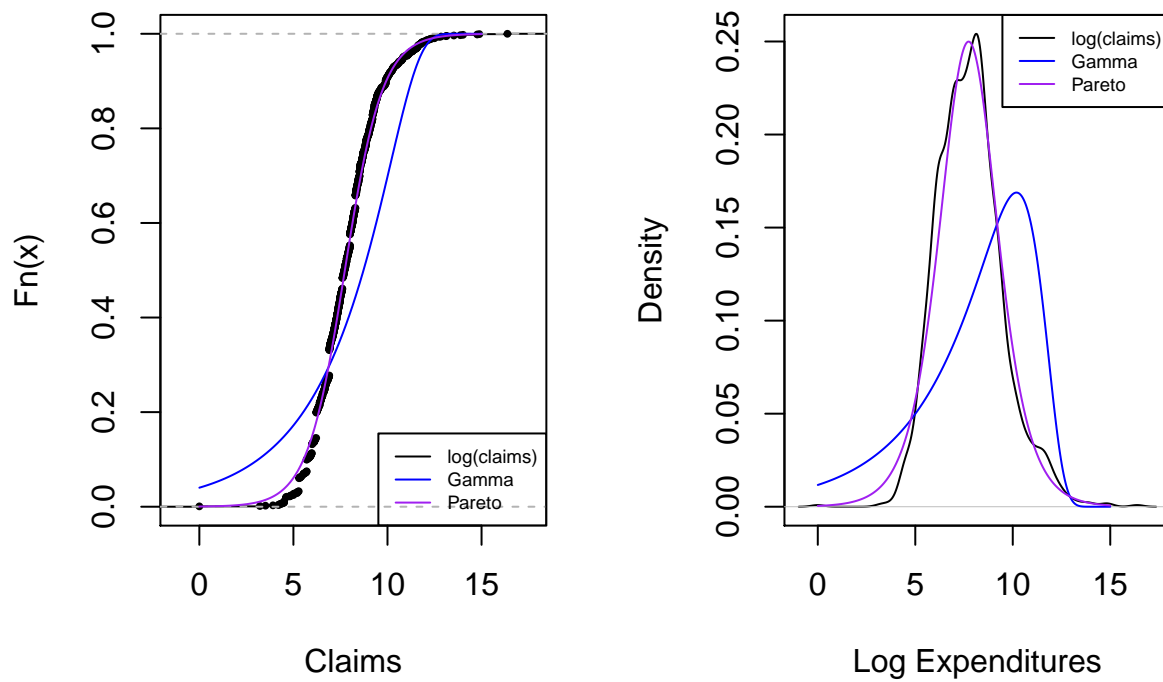 Fn(x)
1.0
0.8
0.6
0.4
0.2
0.0
log(claims)
Gamma
Pareto
0 5 10 15
Claims
Density
0.25
0.20
0.15
0.10
0.05
0.00
log(claims)
Gamma
Pareto
0 5 10 15
Log Expenditures